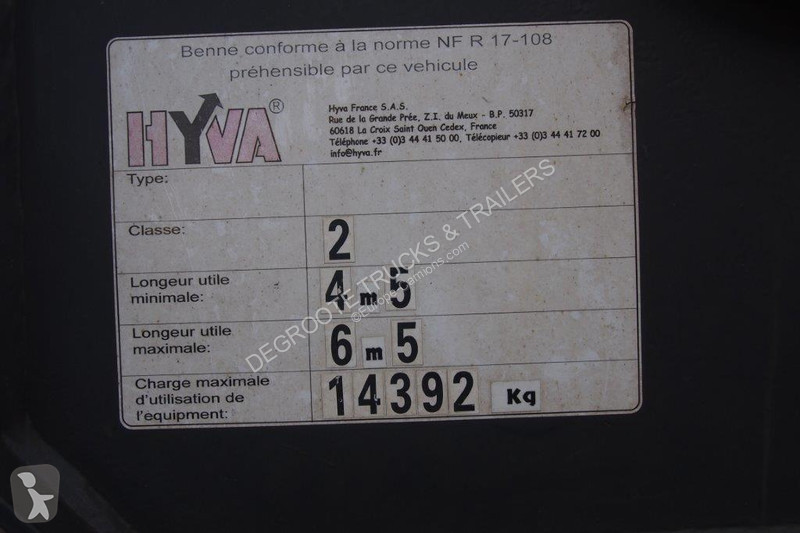 Benne conforme à la norme NF R 17-108
préhensible par ce vehicule
HYVA®
Hyva France S.A.S.
Rue de la Grande Prée, Z.I. du Meux - B.P. 50317
60618 La Croix Saint Ouen Cedex, France
Téléphone +33 (0)3 44 41 50 00, Télécopieur +33 (0)3 44 41 72 00
info@hyva.fr
Type:
Classe:
2
Longeur utile
minimale:
4 m 5
Longeur utile
maximale:
6 m 5
Charge maximale
d'utilisation de
l'equipment:
14392 Kg
DEGROOTE TRUCKS & TRAILERS
©Europe-camions.com